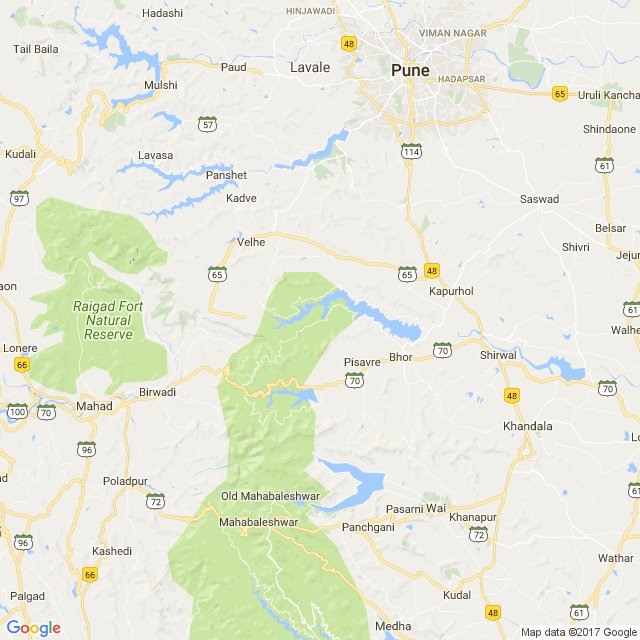 Hadashi
HINJAWADI
VIMAN NAGAR
48
Tail Baila
Paud
Lavale
Pune
HADAPSAR
Mulshi
65
Uruli Kancha
57
Shindaone
Kudali
Lavasa
114
61
Panshet
97
Kadve
Saswad
Belsar
Velhe
Shivri
Jejur
65
65
48
aon
Kapurhol
Raigad Fort
Natural
Reserve
61
Walhe
Lonere
70
Shirwal
66
Pisavre
Bhor
70
70
Birwadi
48
100
70
Mahad
Khandala
96
Lo
Poladpur
61
72
Old Mahabaleshwar
Pasarni
Wai
Mahabaleshwar
Panchgani
Khanapur
72
96
Kashedi
Wathar
66
Palgad
Kudal
Medha
48
61
Google
Map data ©2017 Google